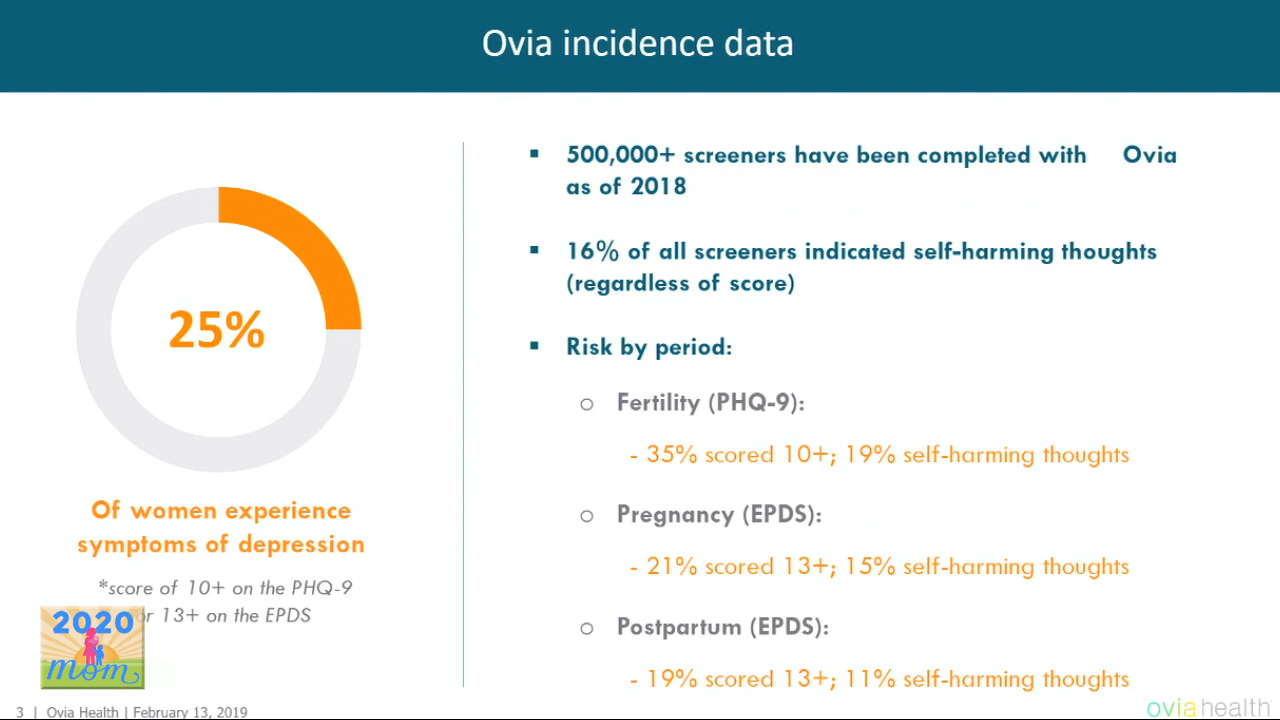 Ovia incidence data
25%
Of women experience
symptoms of depression
*score of 10+ on the PHQ-9
or 13+ on the EPDS
2020
mom
500,000+ screeners have been completed with Ovia
as of 2018
16% of all screeners indicated self-harming thoughts
(regardless of score)
Risk by period:
Fertility (PHQ-9):
- 35% scored 10+; 19% self-harming thoughts
Pregnancy (EPDS):
- 21% scored 13+; 15% self-harming thoughts
Postpartum (EPDS):
- 19% scored 13+; 11% self-harming thoughts
3 | Ovia Health | February 13, 2019
oviahealth